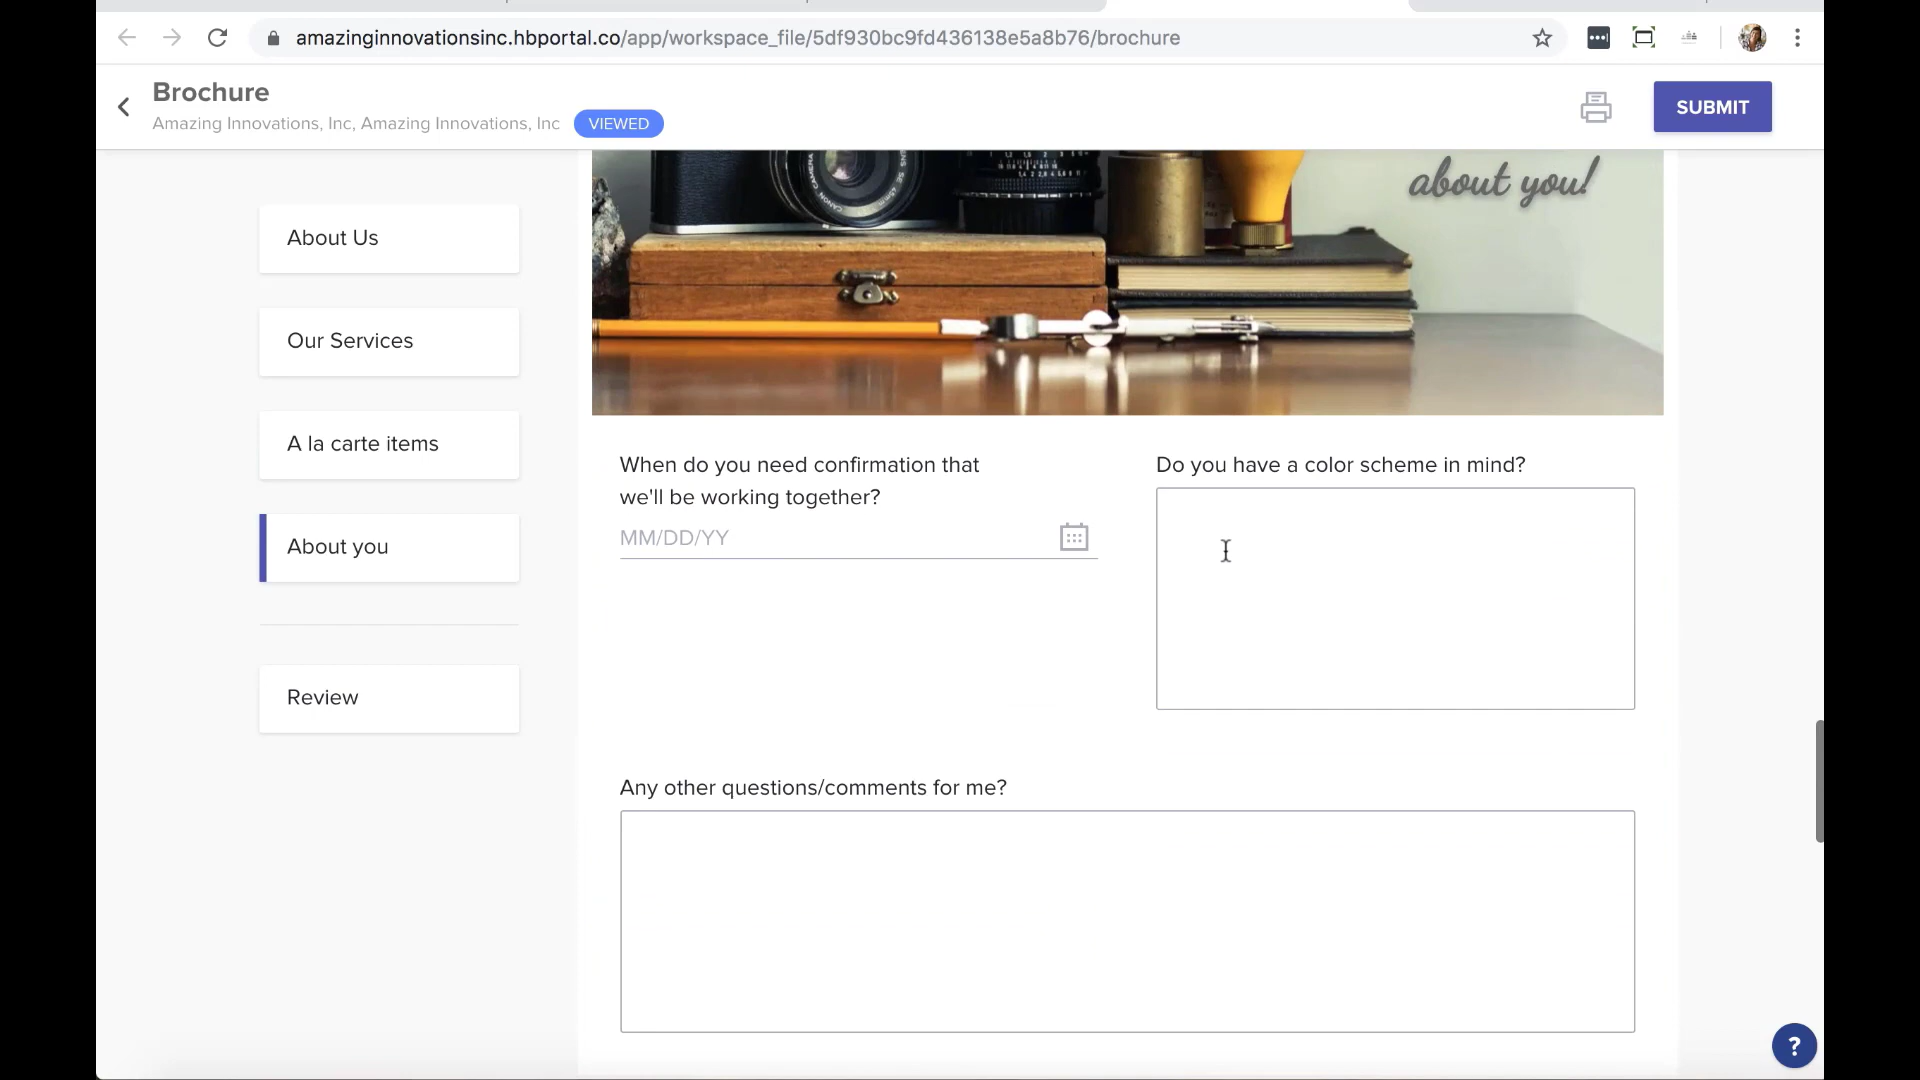 amazinginnovationsinc.hbportal.co/app/workspace_file/5df930bc9fd436138e5a8b76/brochure
Brochure
Amazing Innovations, Inc, Amazing Innovations, Inc
VIEWED
SUBMIT
about you!
About Us
Our Services
A la carte items
About you
Review
When do you need confirmation that
we'll be working together?
MM/DD/YY
Do you have a color scheme in mind?
Any other questions/comments for me?
?